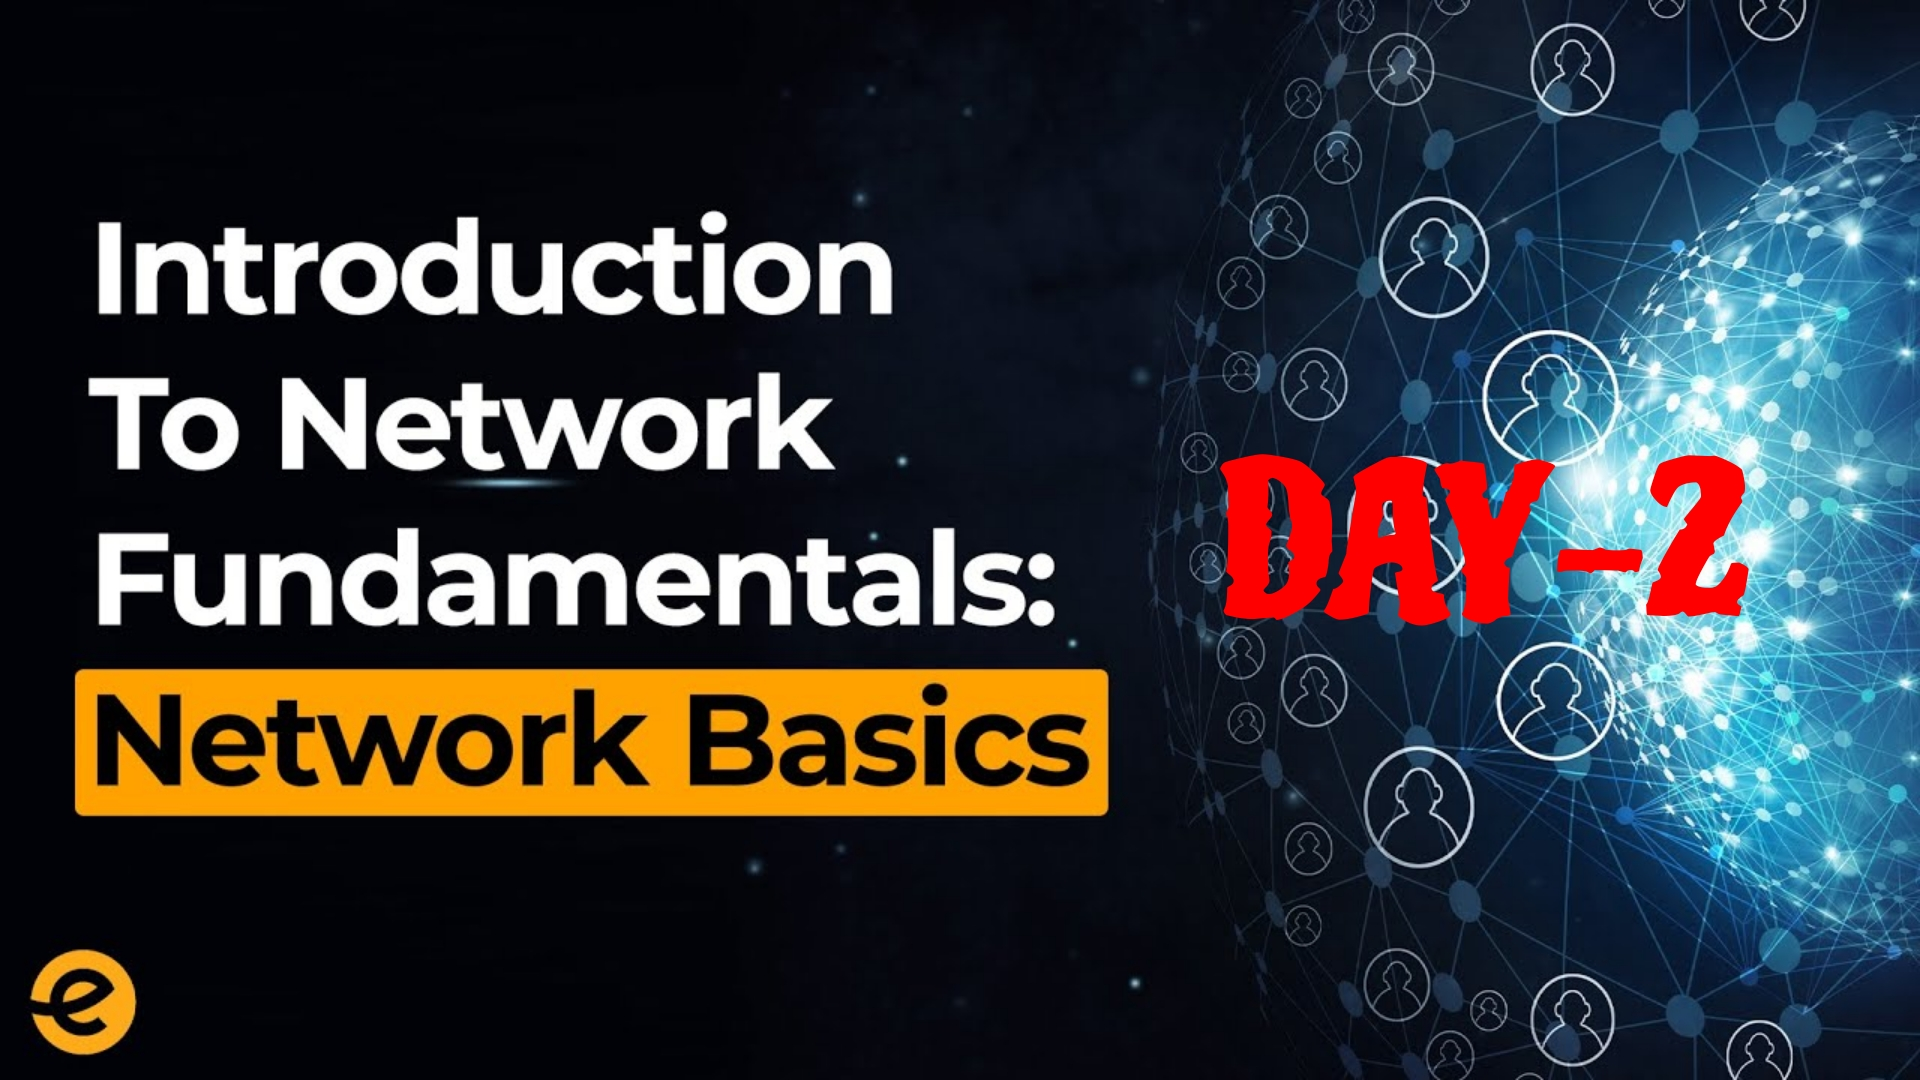 Introduction
To Network
Fundamentals:
Network Basics
DAY-2
e